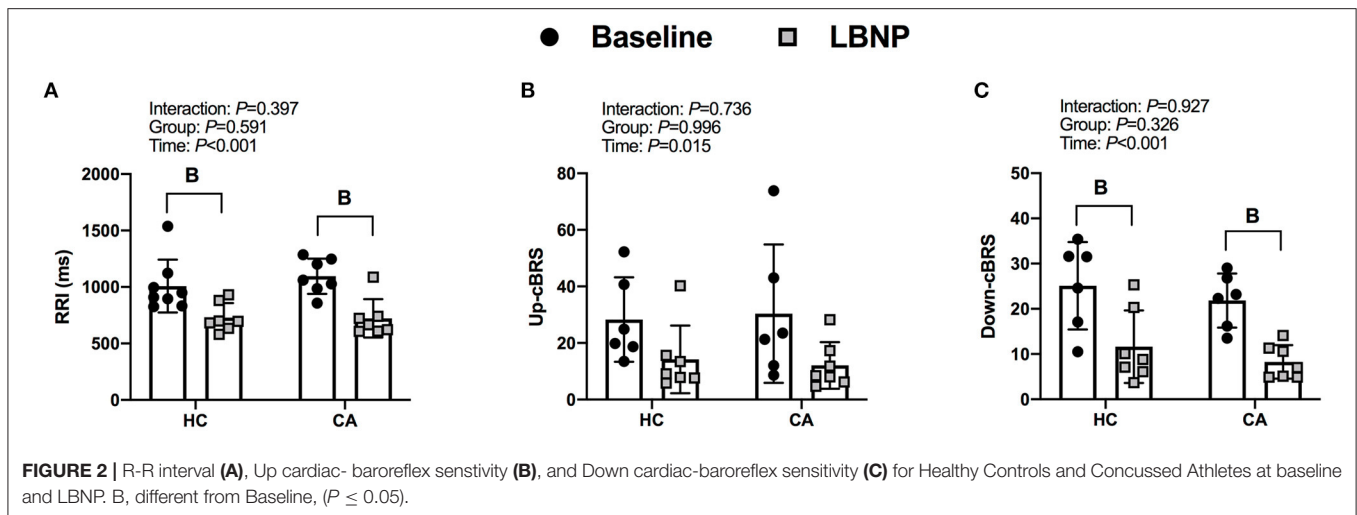 Baseline LBNP
A
Interaction: P=0.397
Group: P=0.591
Time: P<0.001
B
B
RRI (ms)
2000
1500
1000
500
0
HC CA
B
Interaction: P=0.736
Group: P=0.996
Time: P=0.015
Up-cBRS
80
60
40
20
0
HC CA
C
Interaction: P=0.927
Group: P=0.326
Time: P<0.001
B
B
Down-cBRS
50
40
30
20
10
0
HC CA
FIGURE 2 | R-R interval (A), Up cardiac- baroreflex senstivity (B), and Down cardiac-baroreflex sensitivity (C) for Healthy Controls and Concussed Athletes at baseline
and LBNP. B, different from Baseline, (P ≤ 0.05).